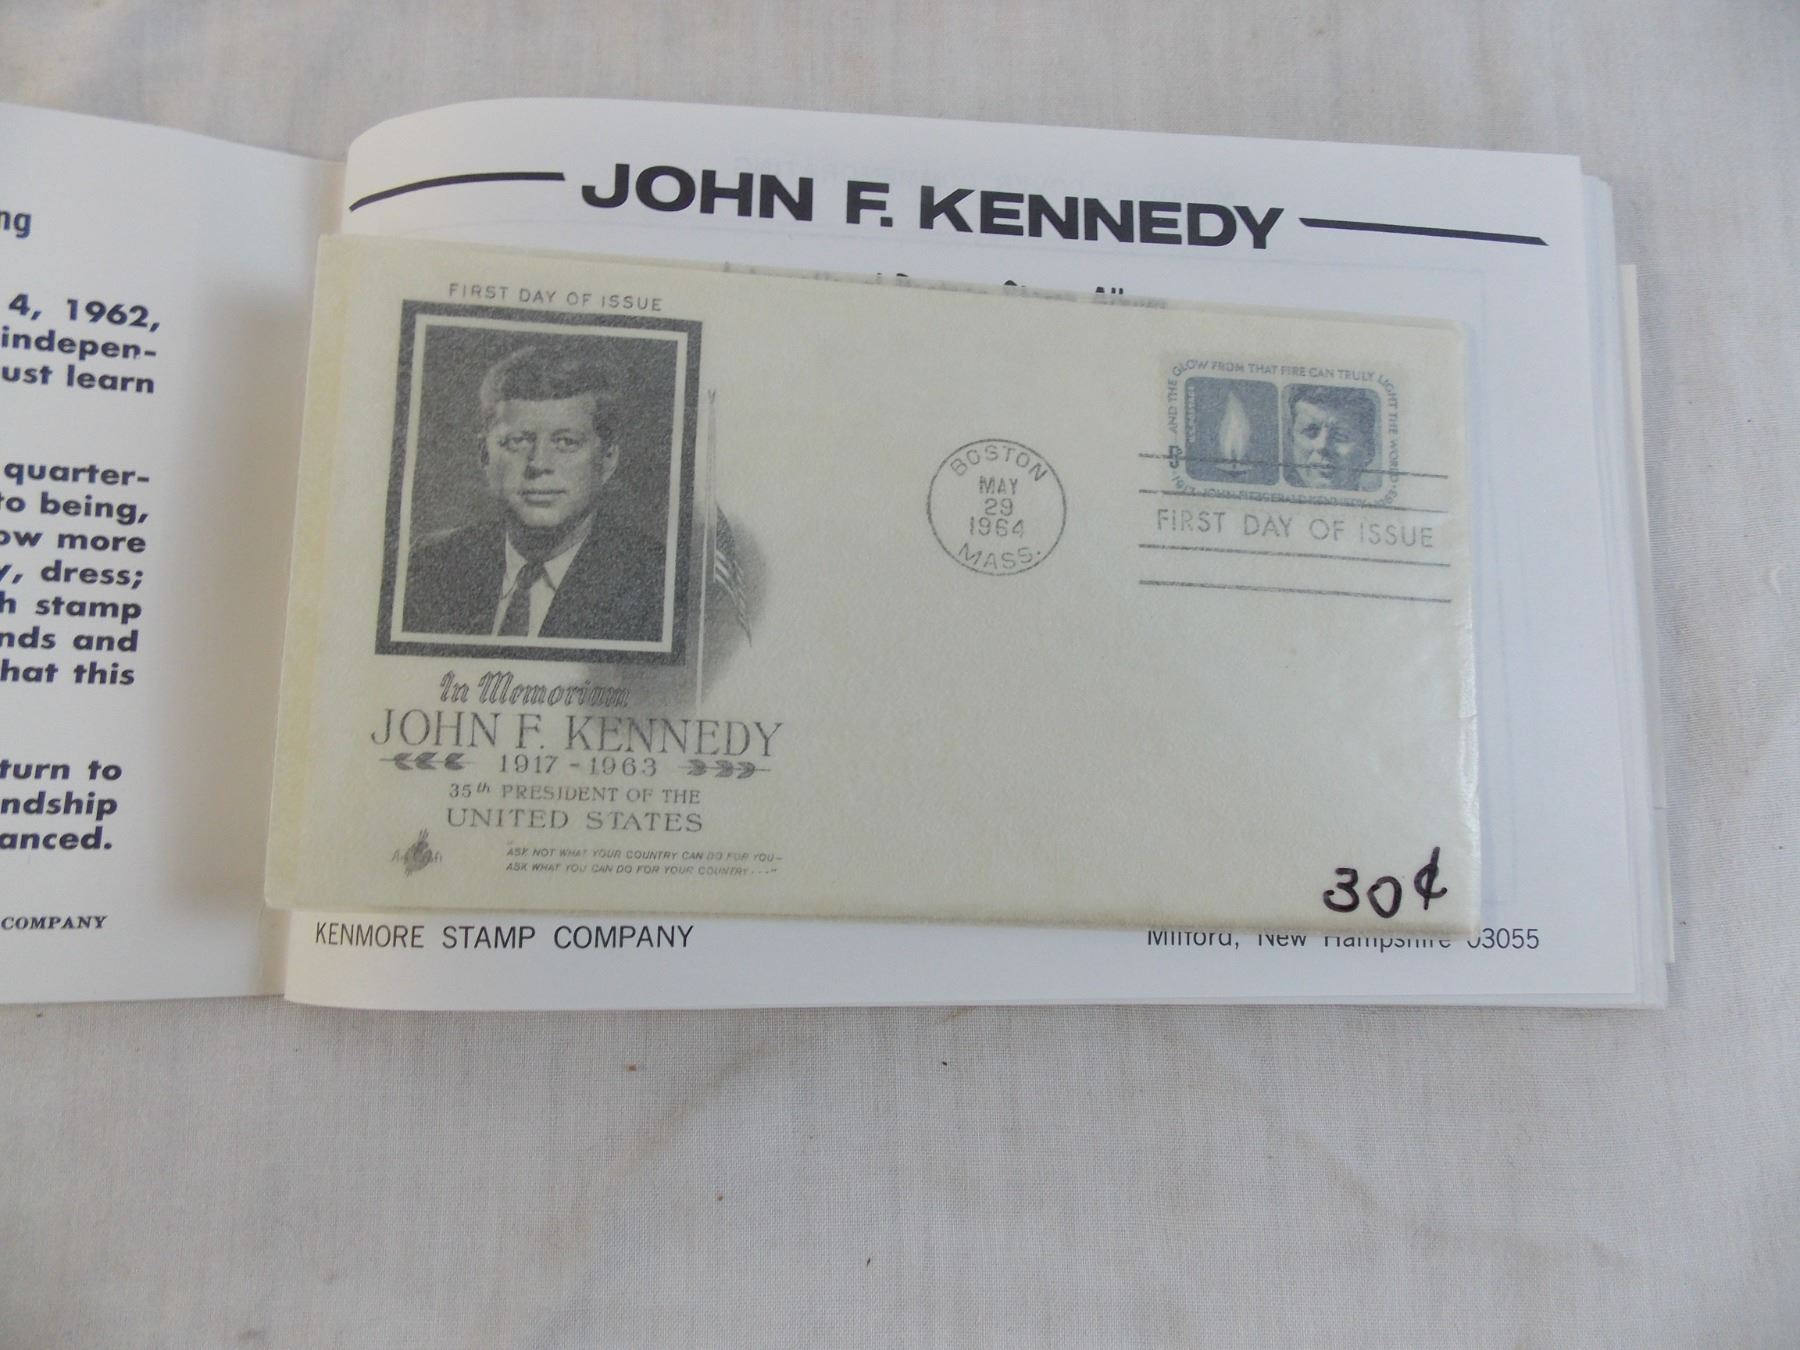 ng
4, 1962,
indepen-
ust learn
quarter-
to being,
ow more
y, dress;
h stamp
nds and
hat this
turn to
ndship
anced.
COMPANY
JOHN F. KENNEDY
FIRST DAY OF ISSUE
In Memoriam
JOHN F. KENNEDY
1917 - 1963
35th PRESIDENT OF THE
UNITED STATES
"ASK NOT WHAT YOUR COUNTRY CAN DO FOR YOU-
ASK WHAT YOU CAN DO FOR YOUR COUNTRY - - -"
BOSTON
MAY
29
1964
MASS.
AND THE GLOW FROM THAT FIRE CAN TRULY LIGHT THE WORLD
1917 · JOHN FITZGERALD KENNEDY · 1963
FIRST DAY OF ISSUE
30¢
KENMORE STAMP COMPANY
Milford, New Hampshire 03055